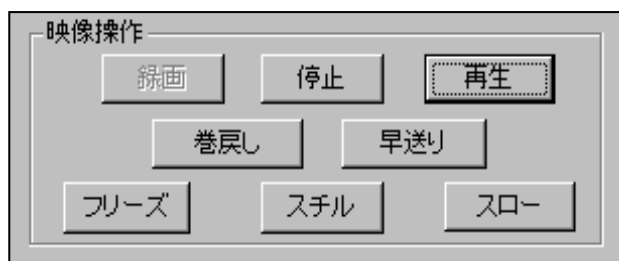 映像操作
録画 停止 再生
巻戻し 早送り
フリーズ スチル スロー